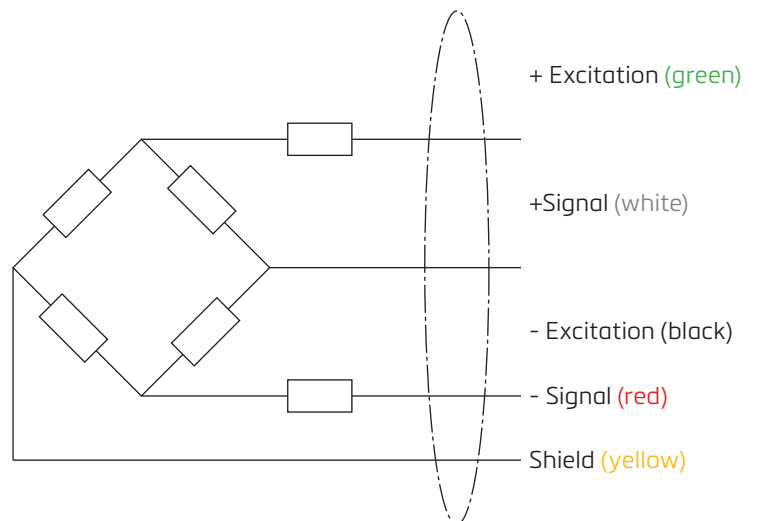 + Excitation (green)
+Signal (white)
- Excitation (black)
- Signal (red)
Shield (yellow)